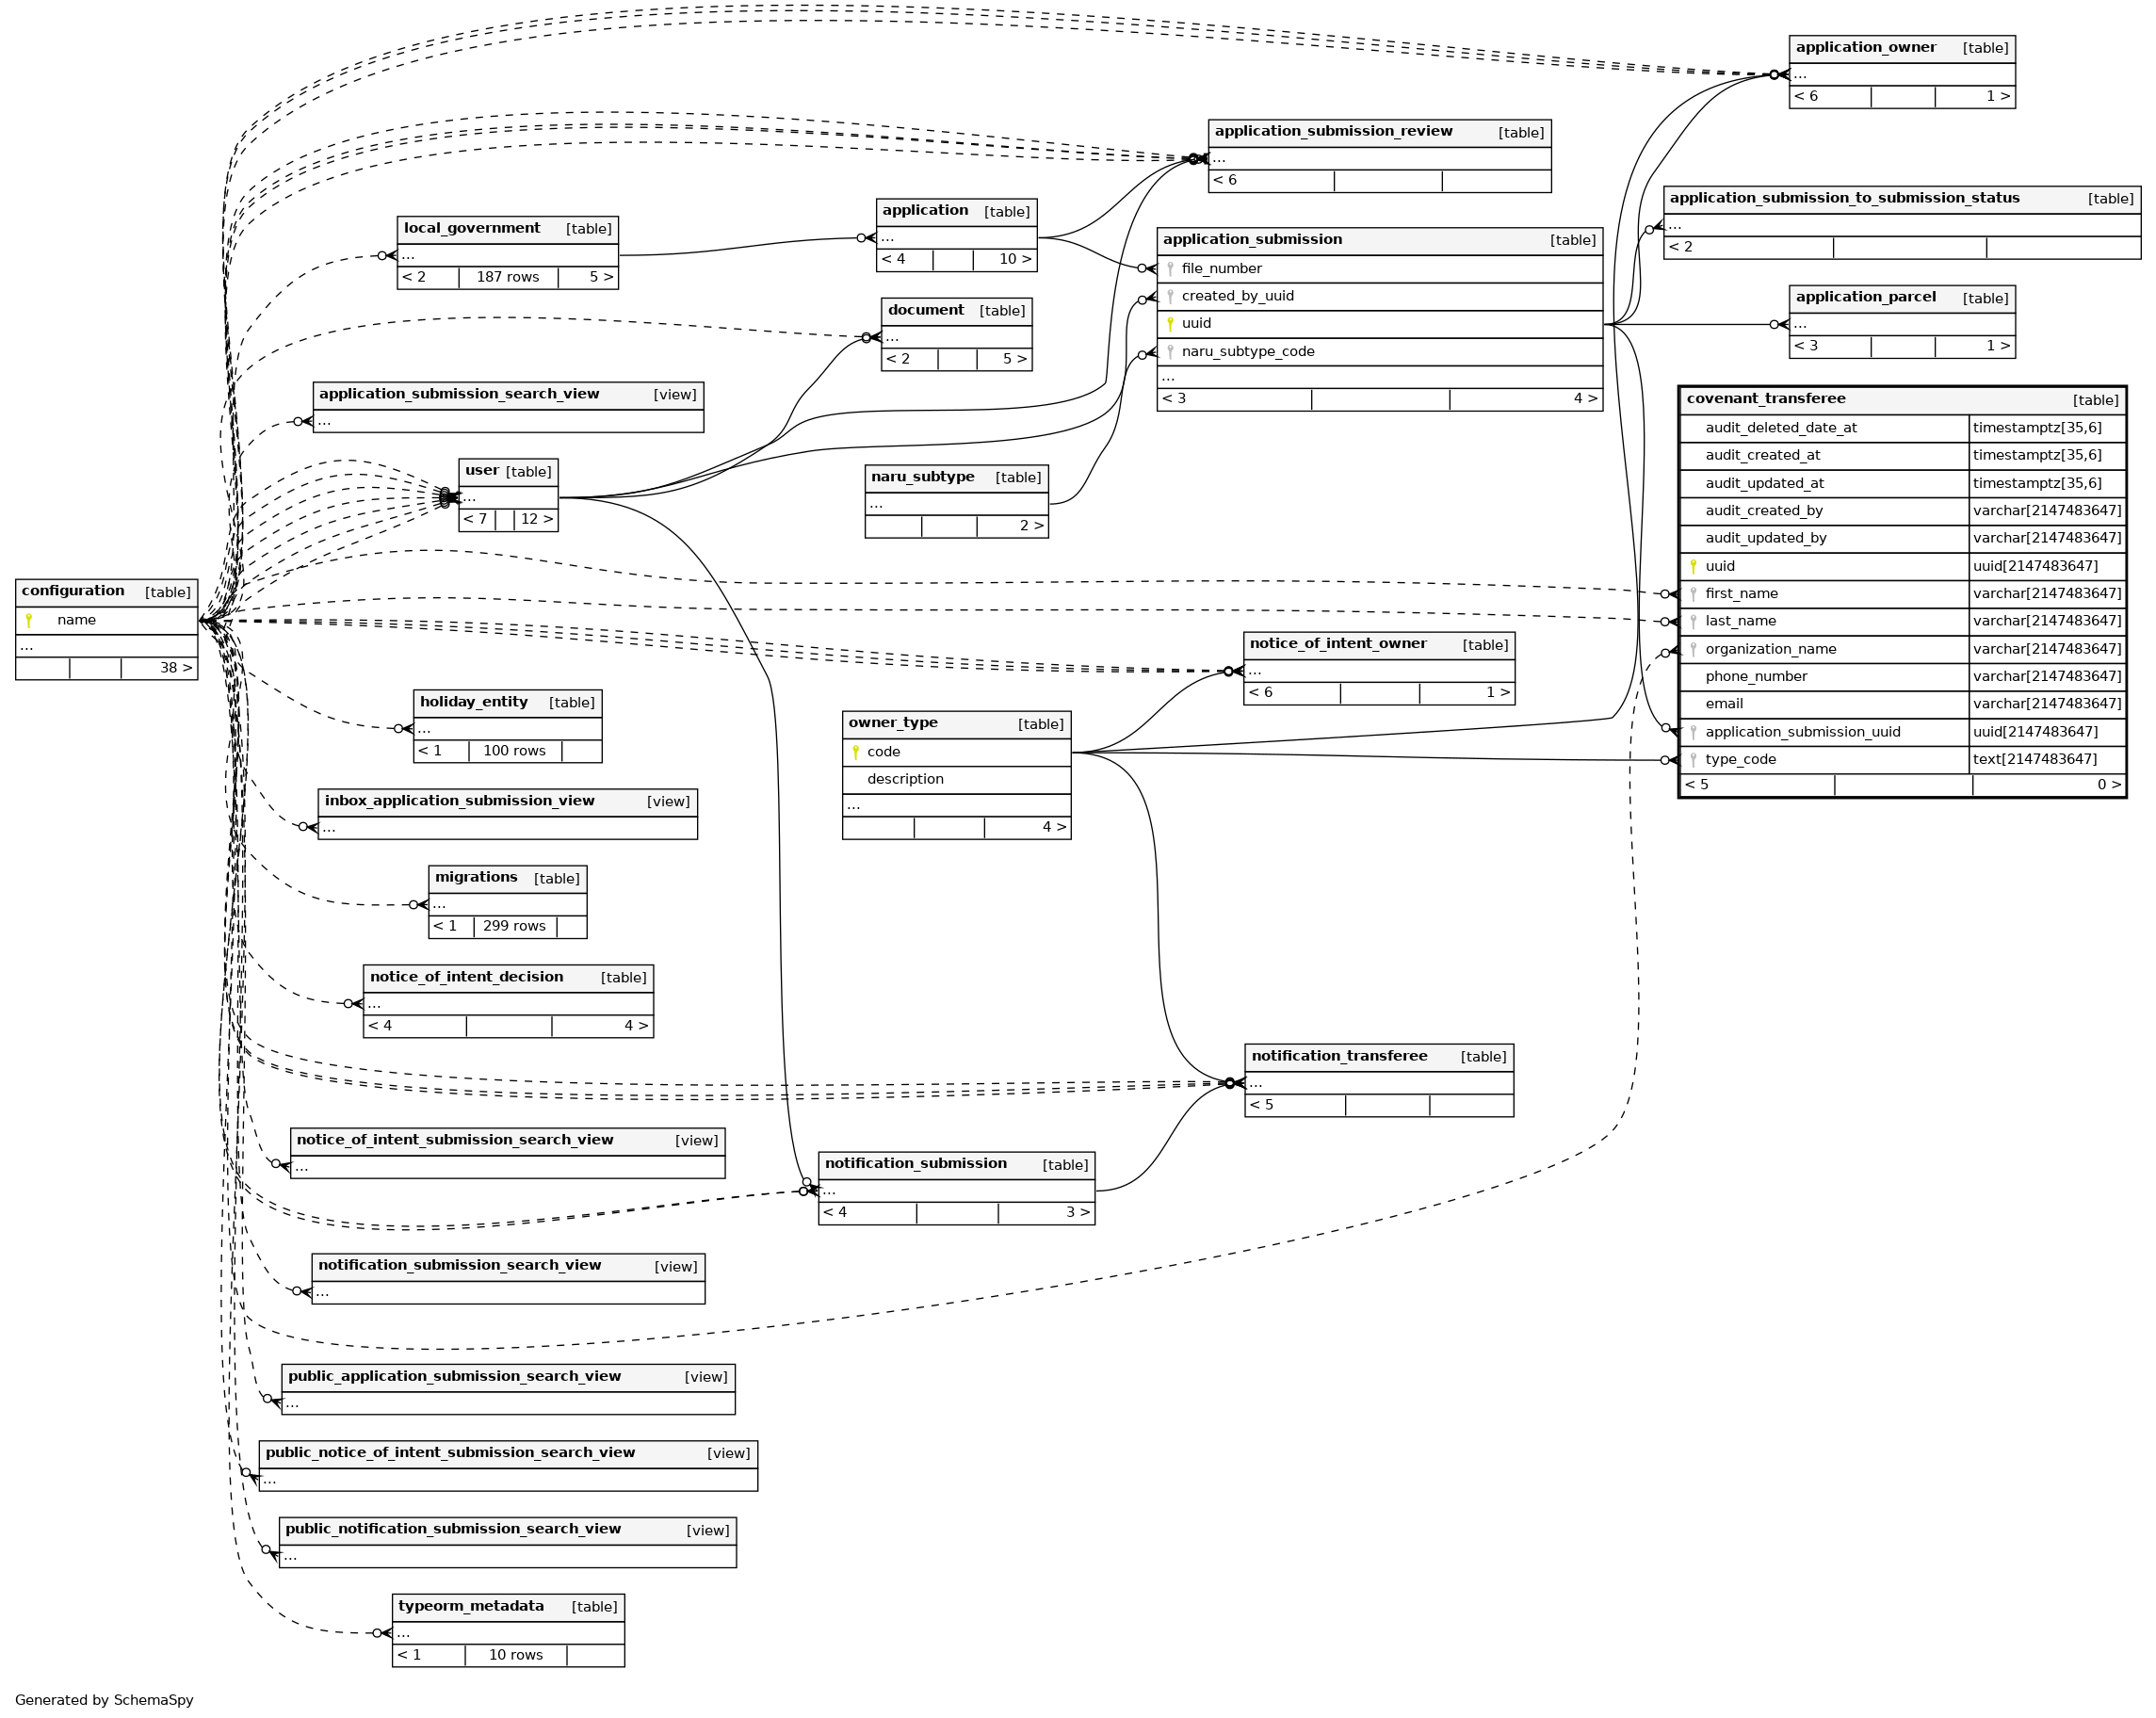 application_owner [table]
...
< 6 1 >
application_submission_review [table]
...
< 6
application_submission_to_submission_status [table]
...
< 2
application [table]
...
< 4 10 >
local_government [table]
...
< 2 187 rows 5 >
application_submission [table]
file_number
created_by_uuid
uuid
naru_subtype_code
...
< 3 4 >
application_parcel [table]
...
< 3 1 >
document [table]
...
< 2 5 >
application_submission_search_view [view]
...
covenant_transferee [table]
audit_deleted_date_at timestamptz[35,6]
audit_created_at timestamptz[35,6]
audit_updated_at timestamptz[35,6]
audit_created_by varchar[2147483647]
audit_updated_by varchar[2147483647]
uuid uuid[2147483647]
first_name varchar[2147483647]
last_name varchar[2147483647]
organization_name varchar[2147483647]
phone_number varchar[2147483647]
email varchar[2147483647]
application_submission_uuid uuid[2147483647]
type_code text[2147483647]
< 5 0 >
user [table]
...
< 7 12 >
naru_subtype [table]
...
2 >
configuration [table]
name
...
38 >
notice_of_intent_owner [table]
...
< 6 1 >
holiday_entity [table]
...
< 1 100 rows
owner_type [table]
code
description
...
4 >
inbox_application_submission_view [view]
...
migrations [table]
...
< 1 299 rows
notice_of_intent_decision [table]
...
< 4 4 >
notification_transferee [table]
...
< 5
notice_of_intent_submission_search_view [view]
...
notification_submission [table]
...
< 4 3 >
notification_submission_search_view [view]
...
public_application_submission_search_view [view]
...
public_notice_of_intent_submission_search_view [view]
...
public_notification_submission_search_view [view]
...
typeorm_metadata [table]
...
< 1 10 rows
Generated by SchemaSpy